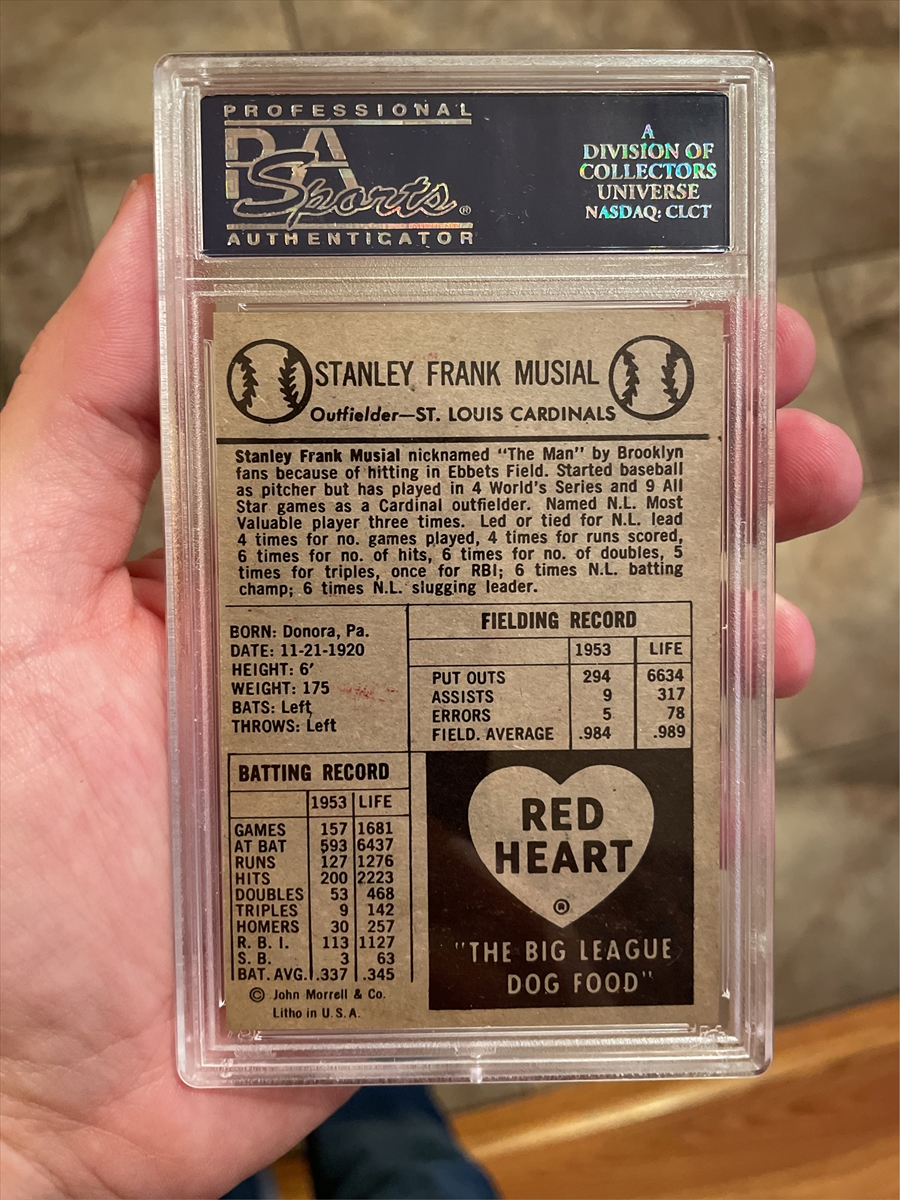 PROFESSIONAL
PSA
Sports®
AUTHENTICATOR
A
DIVISION OF
COLLECTORS
UNIVERSE
NASDAQ: CLCT
STANLEY FRANK MUSIAL
Outfielder—ST. LOUIS CARDINALS
Stanley Frank Musial nicknamed "The Man" by Brooklyn
fans because of hitting in Ebbets Field. Started baseball
as pitcher but has played in 4 World's Series and 9 All
Star games as a Cardinal outfielder. Named N.L. Most
Valuable player three times. Led or tied for N.L. lead
4 times for no. games played, 4 times for runs scored,
6 times for no. of hits, 6 times for no. of doubles, 5
times for triples, once for RBI; 6 times N.L. batting
champ; 6 times N.L. slugging leader.
BORN: Donora, Pa.
DATE: 11-21-1920
HEIGHT: 6′
WEIGHT: 175
BATS: Left
THROWS: Left
FIELDING RECORD
1953 LIFE
PUT OUTS 294 6634
ASSISTS 9 317
ERRORS 5 78
FIELD. AVERAGE .984 .989
BATTING RECORD
1953 LIFE
GAMES 157 1681
AT BAT 593 6437
RUNS 127 1276
HITS 200 2223
DOUBLES 53 468
TRIPLES 9 142
HOMERS 30 257
R. B. I. 113 1127
S. B. 3 63
BAT. AVG. .337 .345
© John Morrell & Co.
Litho in U.S.A.
RED
HEART
®
"THE BIG LEAGUE
DOG FOOD"